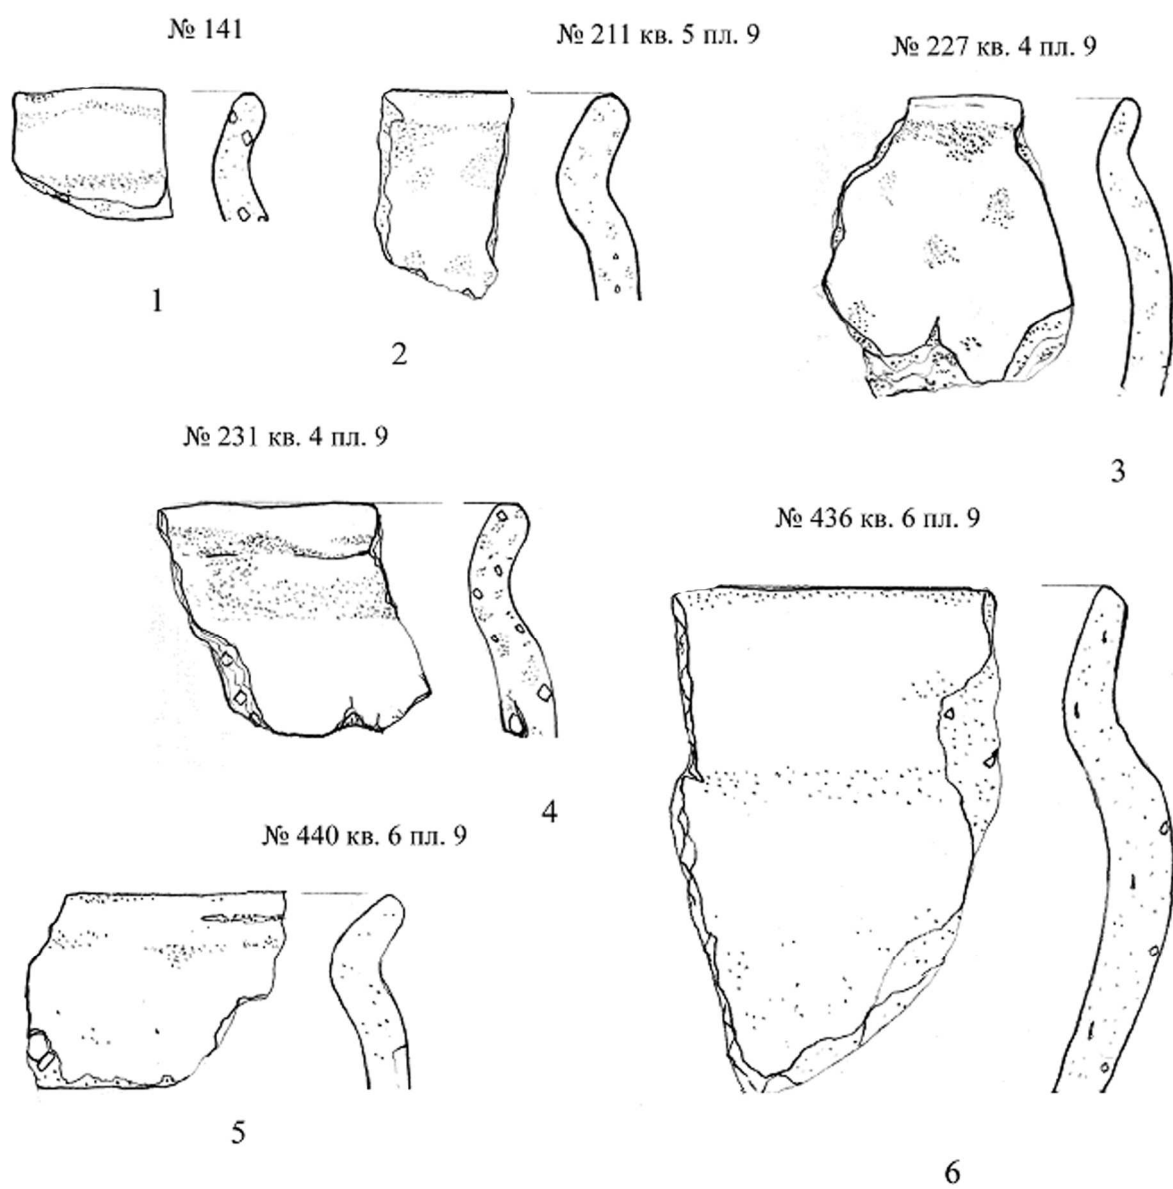 № 141
№ 211 кв. 5 пл. 9
№ 227 кв. 4 пл. 9
1
2
3
№ 231 кв. 4 пл. 9
№ 436 кв. 6 пл. 9
4
№ 440 кв. 6 пл. 9
5
6